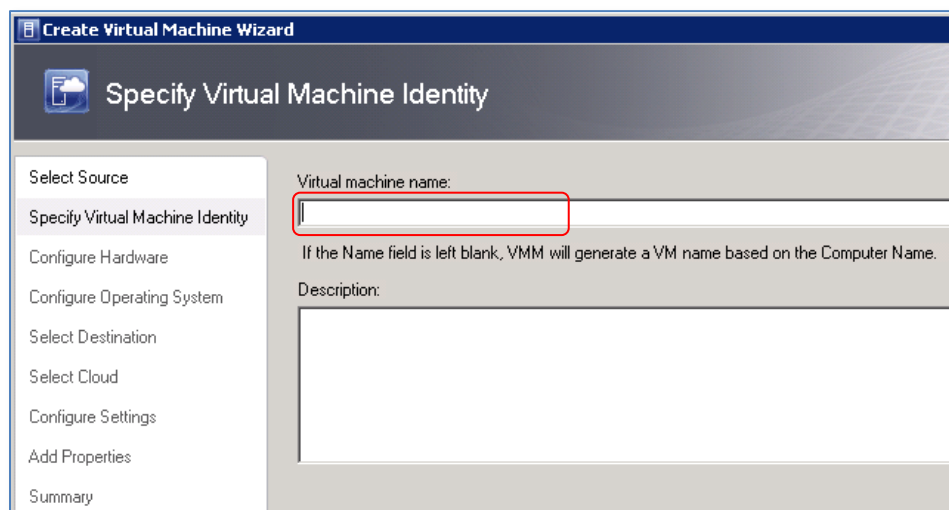 Create Virtual Machine Wizard
Specify Virtual Machine Identity
Select Source
Specify Virtual Machine Identity
Configure Hardware
Configure Operating System
Select Destination
Select Cloud
Configure Settings
Add Properties
Summary
Virtual machine name:
If the Name field is left blank, VMM will generate a VM name based on the Computer Name.
Description: